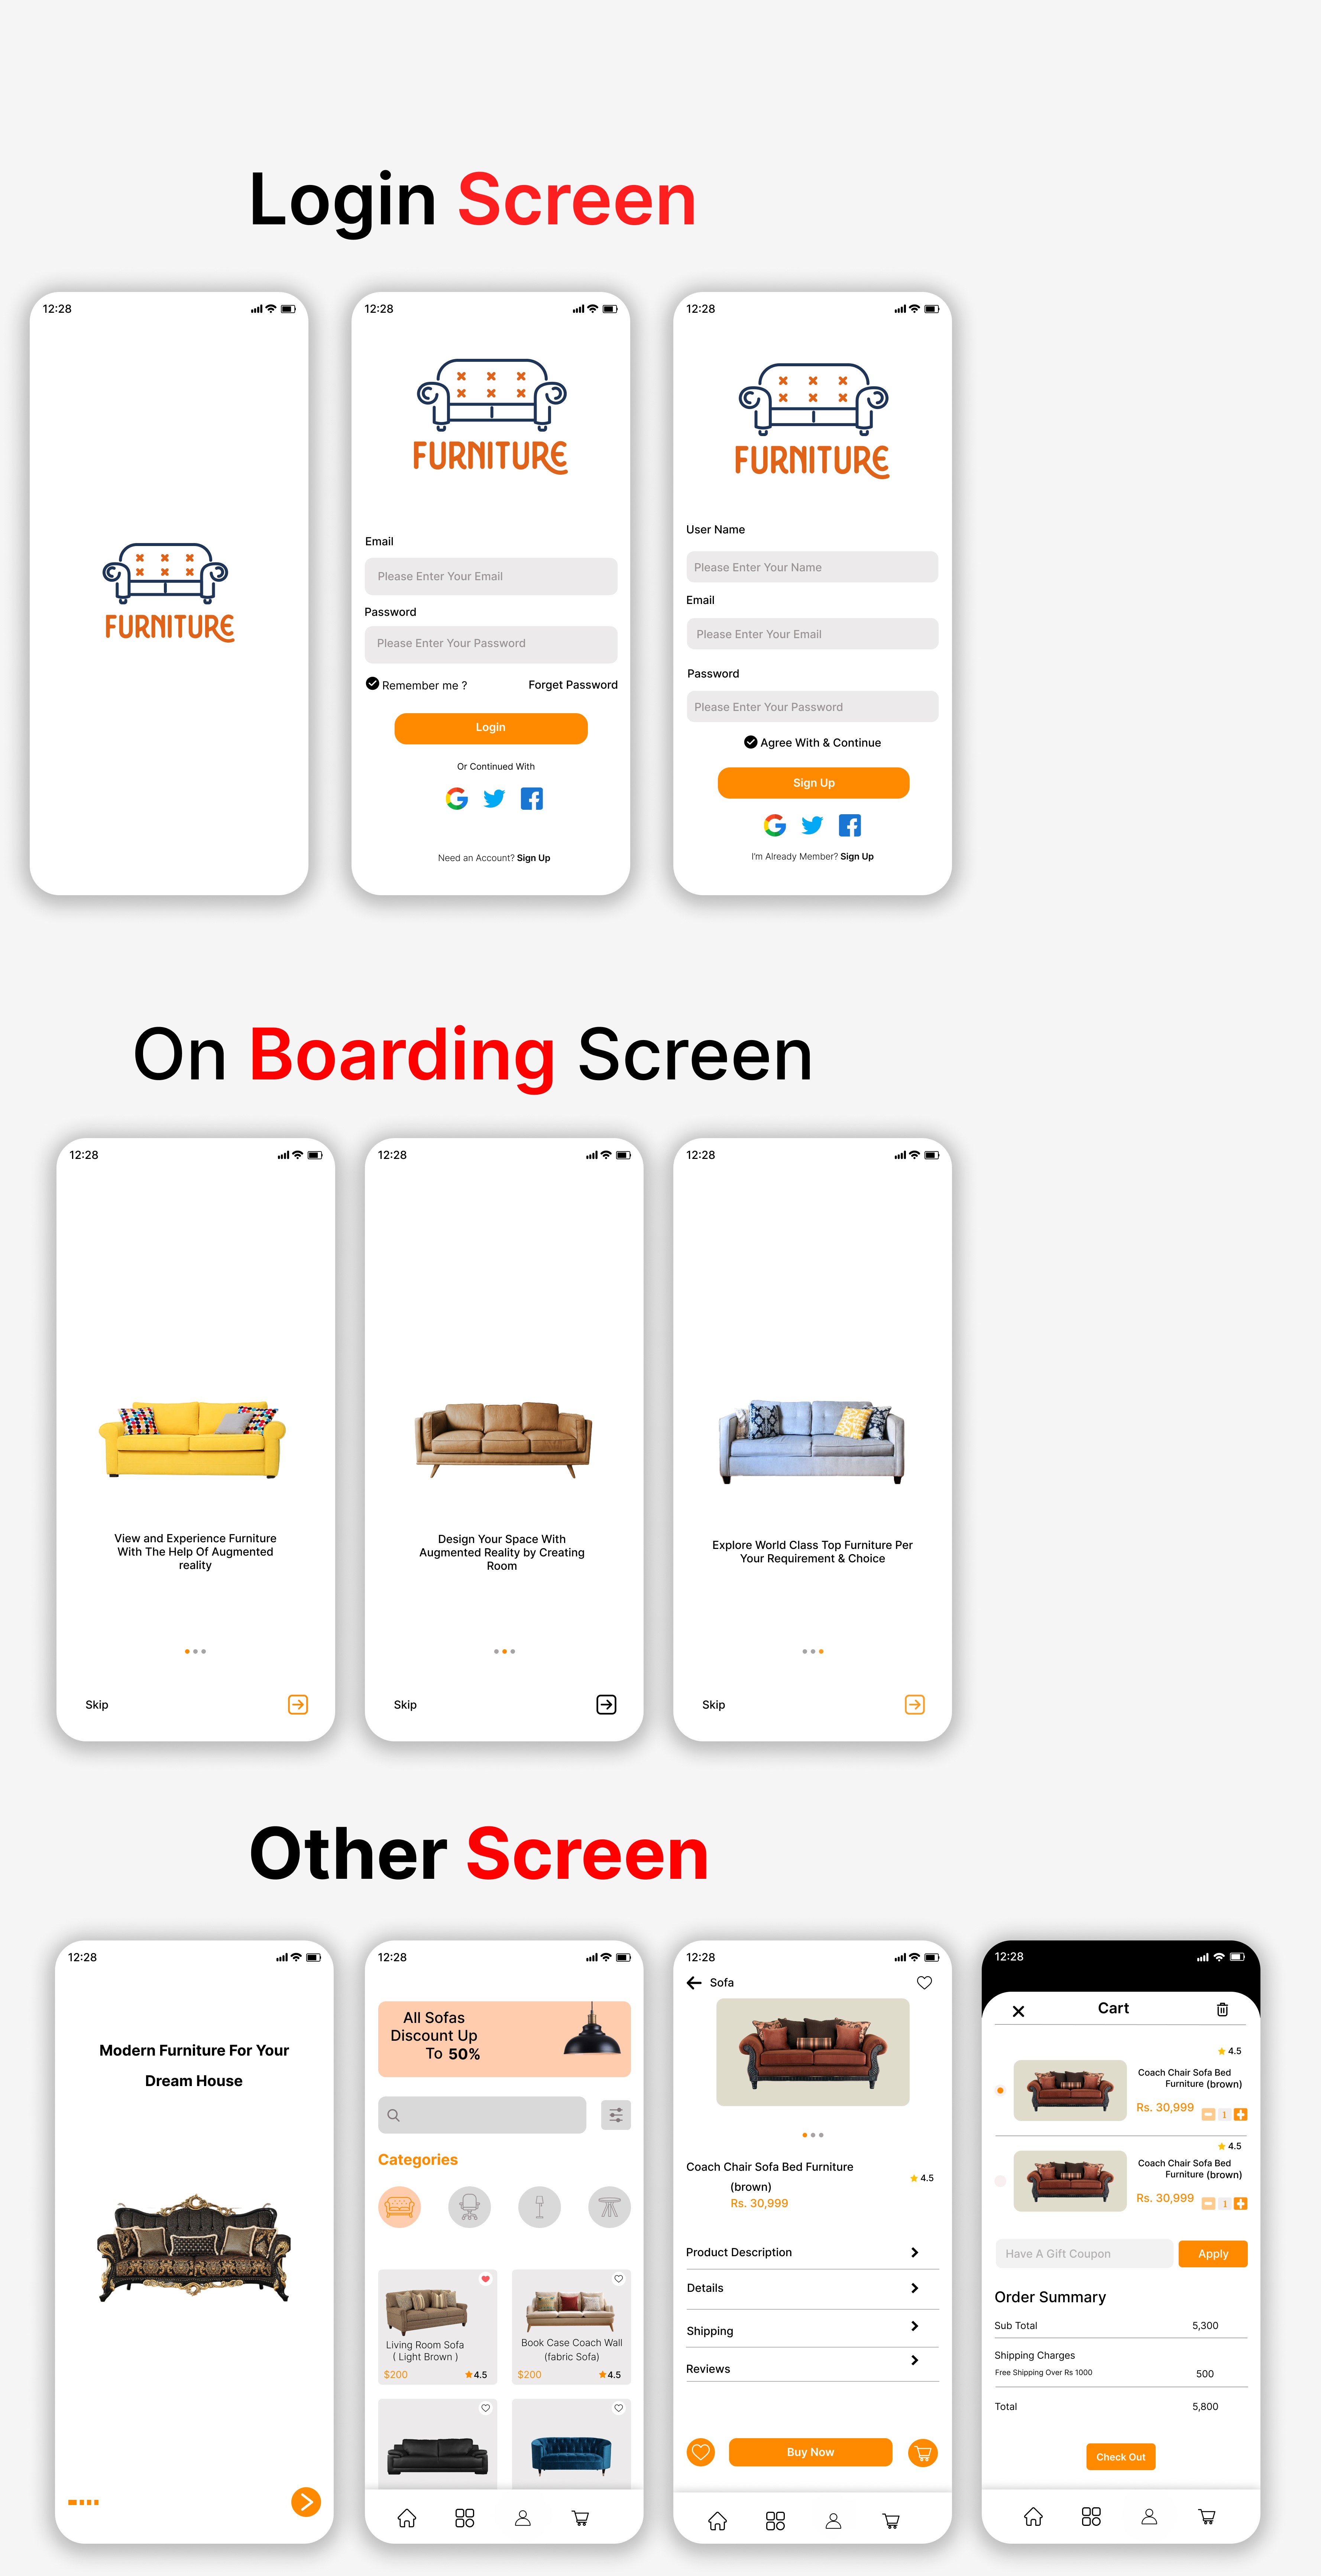 Login Screen
12:28
FURNITURE
12:28
FURNITURE
Email
Please Enter Your Email
Password
Please Enter Your Password
Remember me ?
Forget Password
Login
Or Continued With
Need an Account? Sign Up
12:28
FURNITURE
User Name
Please Enter Your Name
Email
Please Enter Your Email
Password
Please Enter Your Password
Agree With & Continue
Sign Up
I'm Already Member? Sign Up
On Boarding Screen
12:28
View and Experience Furniture
With The Help Of Augmented
reality
Skip
12:28
Design Your Space With
Augmented Reality by Creating
Room
Skip
12:28
Explore World Class Top Furniture Per
Your Requirement & Choice
Skip
Other Screen
12:28
Modern Furniture For Your
Dream House
12:28
All Sofas
Discount Up
To 50%
Categories
Living Room Sofa
( Light Brown )
$200
4.5
Book Case Coach Wall
(fabric Sofa)
$200
4.5
12:28
Sofa
Coach Chair Sofa Bed Furniture
(brown)
Rs. 30,999
4.5
Product Description
Details
Shipping
Reviews
Buy Now
12:28
Cart
4.5
Coach Chair Sofa Bed
Furniture (brown)
Rs. 30,999
1
4.5
Coach Chair Sofa Bed
Furniture (brown)
Rs. 30,999
1
Have A Gift Coupon
Apply
Order Summary
Sub Total
5,300
Shipping Charges
Free Shipping Over Rs 1000
500
Total
5,800
Check Out